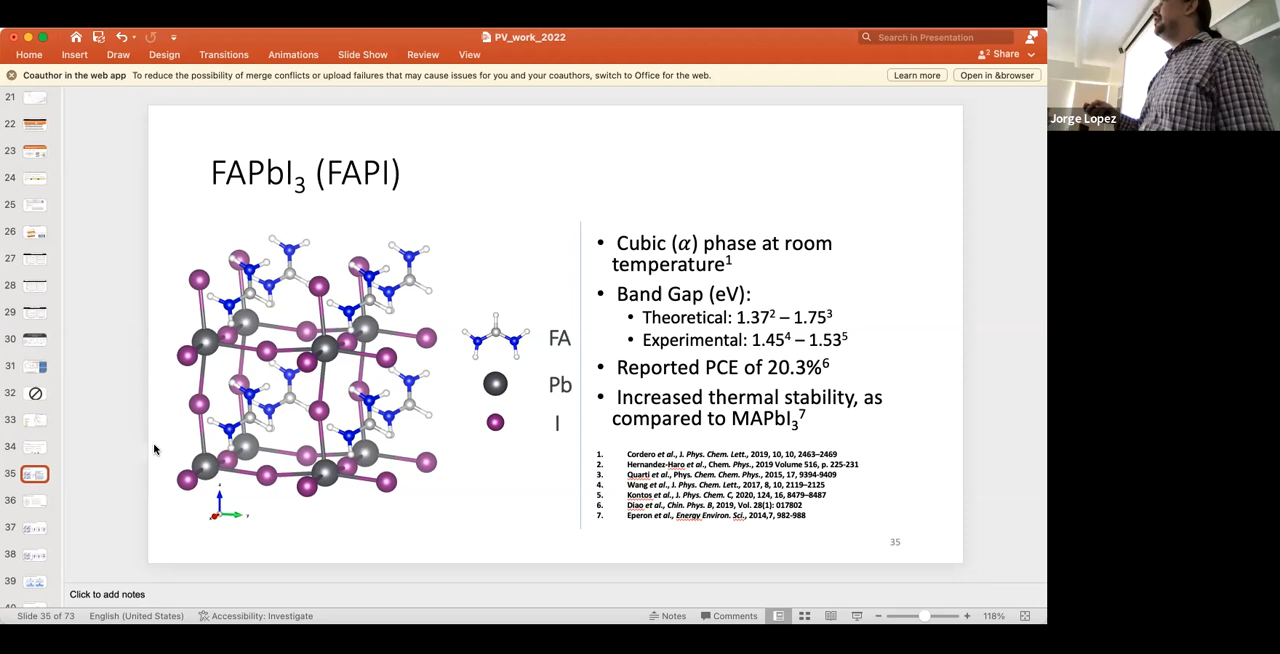 PV_work_2022
Search in Presentation
Home Insert Draw Design Transitions Animations Slide Show Review View
2 Share
Coauthor in the web app To reduce the possibility of merge conflicts or upload failures that may cause issues for you and your coauthors, switch to Office for the web.
Learn more
Open in &browser
Jorge Lopez
21
22
23
24
25
26
27
28
29
30
31
32
33
34
35
36
37
38
39
FAPbI3 (FAPI)
FA
Pb
I
• Cubic (α) phase at room
temperature1
• Band Gap (eV):
• Theoretical: 1.37² – 1.75³
• Experimental: 1.45⁴ – 1.53⁵
• Reported PCE of 20.3%⁶
• Increased thermal stability, as
compared to MAPbI₃⁷
1. Cordero et al., J. Phys. Chem. Lett., 2019, 10, 10, 2463–2469
2. Hernandez-Haro et al., Chem. Phys., 2019 Volume 516, p. 225-231
3. Quarti et al., Phys. Chem. Chem. Phys., 2015, 17, 9394-9409
4. Wang et al., J. Phys. Chem. Lett., 2017, 8, 10, 2119–2125
5. Kontos et al., J. Phys. Chem. C, 2020, 124, 16, 8479–8487
6. Diao et al., Chin. Phys. B, 2019, Vol. 28(1): 017802
7. Eperon et al., Energy Environ. Sci., 2014,7, 982-988
35
Click to add notes
Slide 35 of 73 English (United States) Accessibility: Investigate
Notes Comments 118%